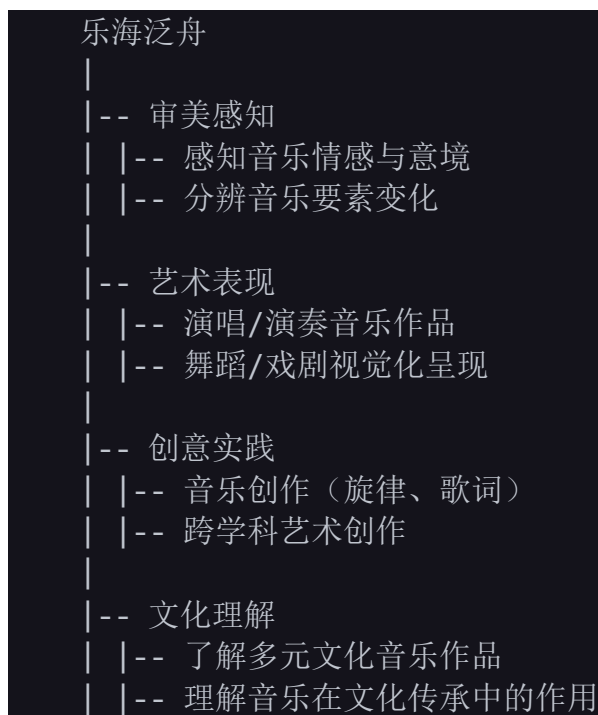 乐海泛舟
|
|-- 审美感知
| |-- 感知音乐情感与意境
| |-- 分辨音乐要素变化
|
|-- 艺术表现
| |-- 演唱/演奏音乐作品
| |-- 舞蹈/戏剧视觉化呈现
|
|-- 创意实践
| |-- 音乐创作（旋律、歌词）
| |-- 跨学科艺术创作
|
|-- 文化理解
| |-- 了解多元文化音乐作品
| |-- 理解音乐在文化传承中的作用